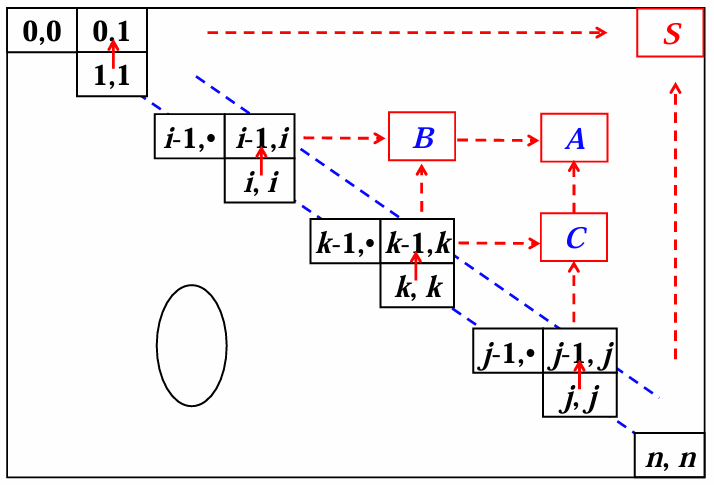 0,0 0,1 S
1,1
i-1,• i-1,i B A
i, i
k-1,• k-1,k C
k, k
j-1,• j-1, j
j, j
n, n